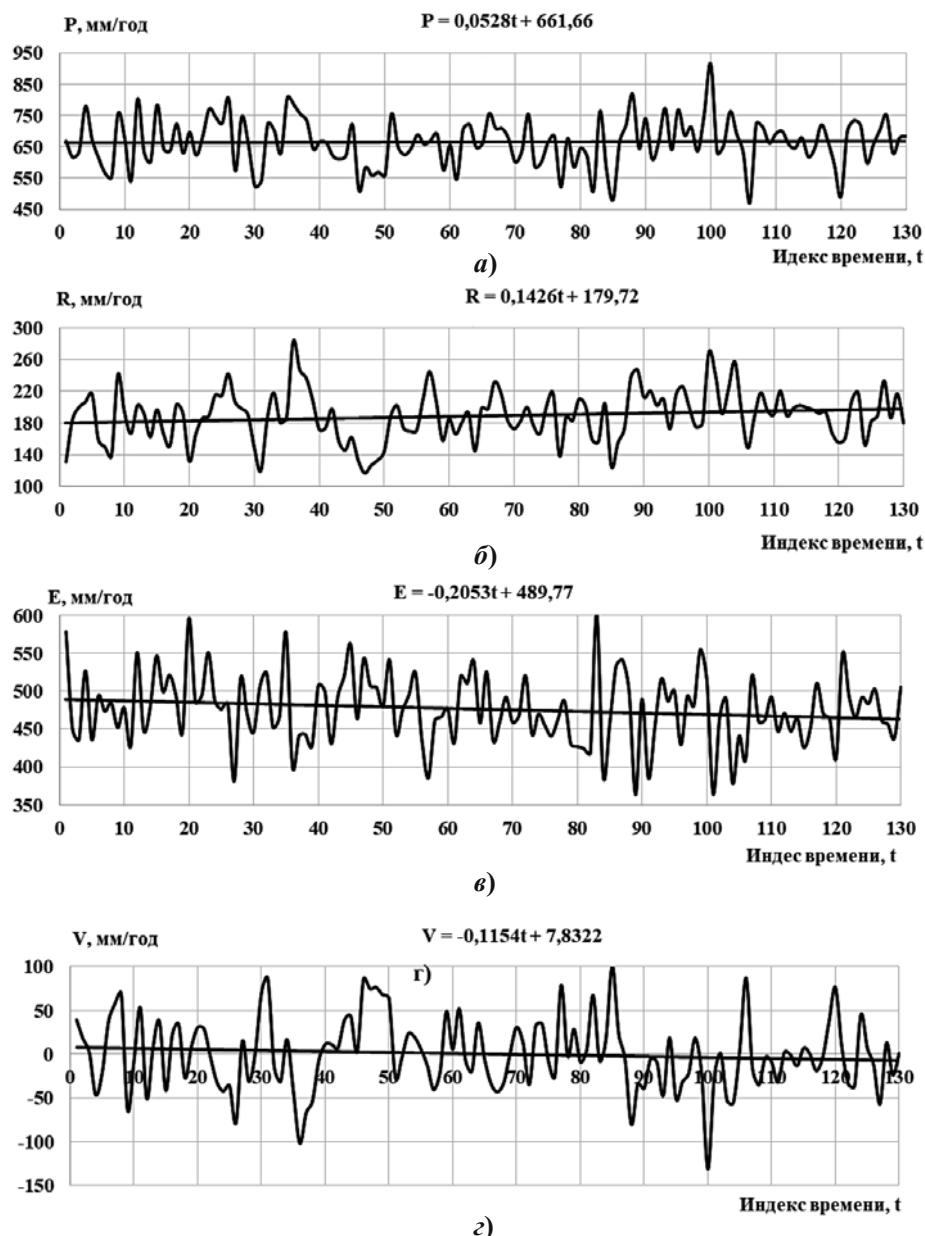 P, мм/год
P = 0,0528t + 661,66
950
850
750
650
550
450
0 10 20 30 40 50 60 70 80 90 100 110 120 130
Идекс времени, t
а)
R, мм/год
R = 0,1426t + 179,72
300
260
220
180
140
100
0 10 20 30 40 50 60 70 80 90 100 110 120 130
Индекс времени, t
б)
E, мм/год
E = -0,2053t + 489,77
600
550
500
450
400
350
0 10 20 30 40 50 60 70 80 90 100 110 120 130
Индес времени, t
в)
V, мм/год
V = -0,1154t + 7,8322
г)
100
50
0
0 10 20 30 40 50 60 70 80 90 100 110 120 130
-50
-100
-150
Индекс времени, t
г)